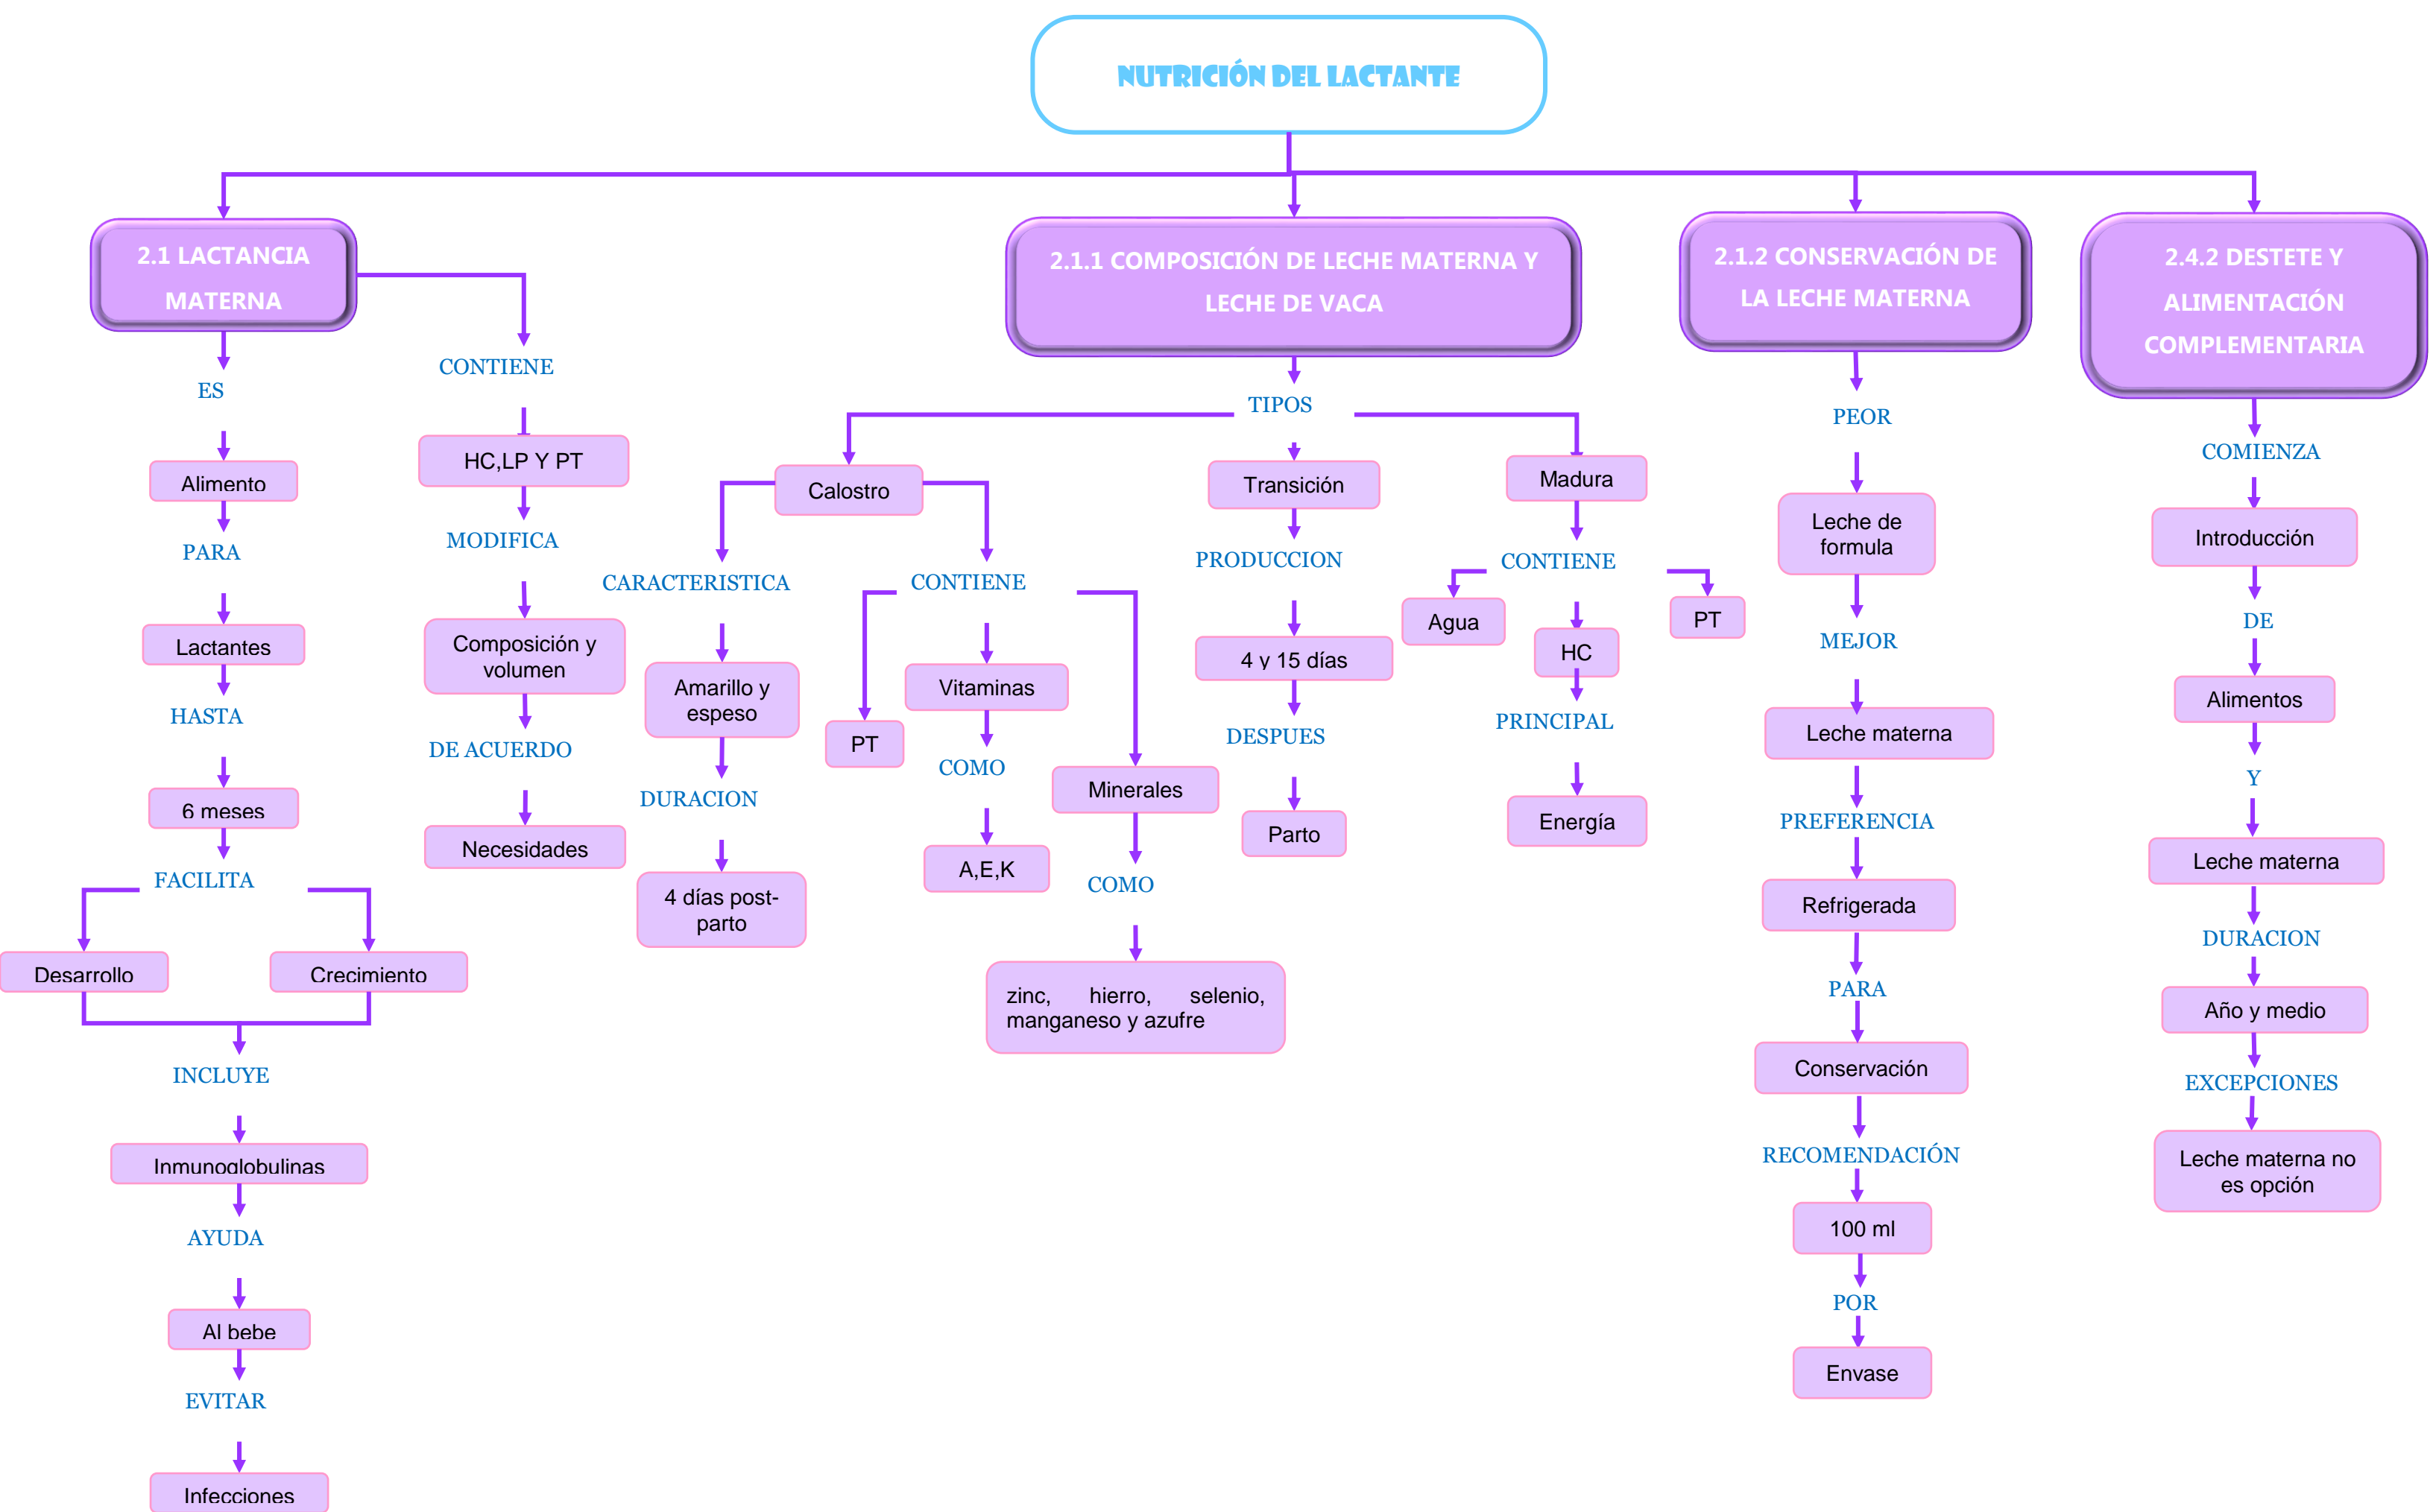 NUTRICIÓN DEL LACTANTE
2.1 LACTANCIA
MATERNA
ES
Alimento
PARA
Lactantes
HASTA
6 meses
FACILITA
Desarrollo
Crecimiento
INCLUYE
Inmunoglobulinas
AYUDA
Al bebe
EVITAR
Infecciones
CONTIENE
HC,LP Y PT
MODIFICA
Composición y
volumen
DE ACUERDO
Necesidades
2.1.1 COMPOSICIÓN DE LECHE MATERNA Y
LECHE DE VACA
TIPOS
Calostro
CARACTERISTICA
Amarillo y
espeso
DURACION
4 días post-
parto
CONTIENE
PT
Vitaminas
COMO
A,E,K
Minerales
COMO
zinc, hierro, selenio,
manganeso y azufre
Transición
PRODUCCION
4 y 15 días
DESPUES
Parto
Madura
CONTIENE
Agua
HC
PT
PRINCIPAL
Energía
2.1.2 CONSERVACIÓN DE
LA LECHE MATERNA
PEOR
Leche de
formula
MEJOR
Leche materna
PREFERENCIA
Refrigerada
PARA
Conservación
RECOMENDACIÓN
100 ml
POR
Envase
2.4.2 DESTETE Y
ALIMENTACIÓN
COMPLEMENTARIA
COMIENZA
Introducción
DE
Alimentos
Y
Leche materna
DURACION
Año y medio
EXCEPCIONES
Leche materna no
es opción